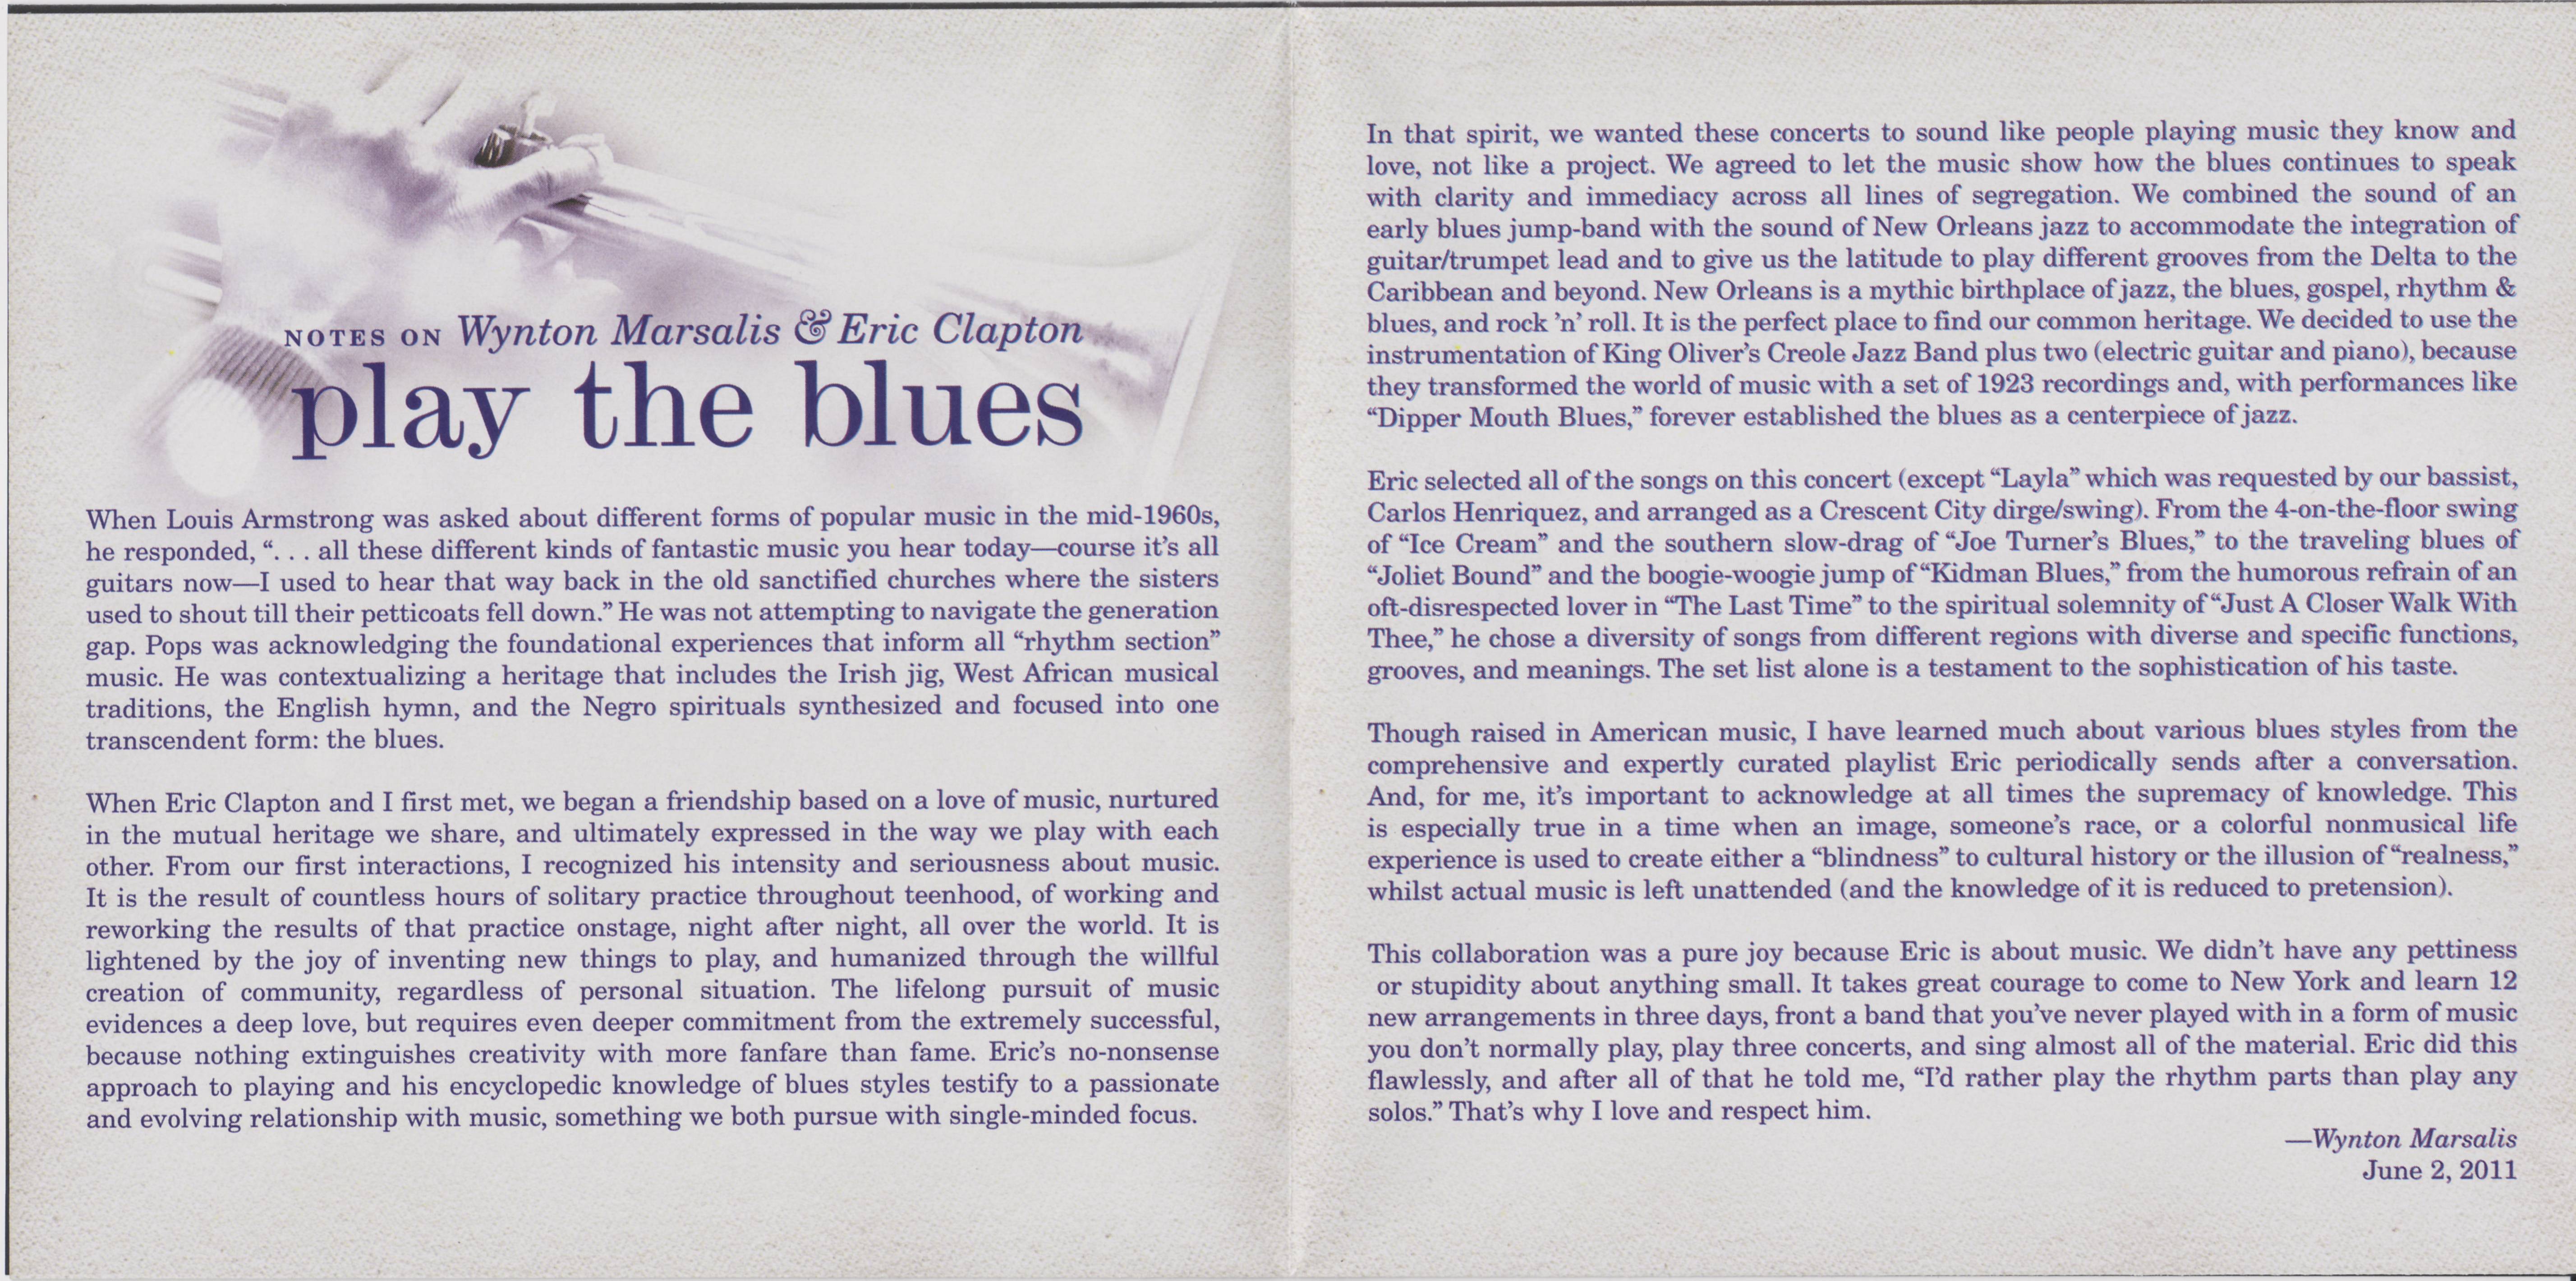 NOTES ON Wynton Marsalis & Eric Clapton
play the blues
When Louis Armstrong was asked about different forms of popular music in the mid-1960s,
he responded, “. . . all these different kinds of fantastic music you hear today—course it’s all
guitars now—I used to hear that way back in the old sanctified churches where the sisters
used to shout till their petticoats fell down.” He was not attempting to navigate the generation
gap. Pops was acknowledging the foundational experiences that inform all “rhythm section”
music. He was contextualizing a heritage that includes the Irish jig, West African musical
traditions, the English hymn, and the Negro spirituals synthesized and focused into one
transcendent form: the blues.
When Eric Clapton and I first met, we began a friendship based on a love of music, nurtured
in the mutual heritage we share, and ultimately expressed in the way we play with each
other. From our first interactions, I recognized his intensity and seriousness about music.
It is the result of countless hours of solitary practice throughout teenhood, of working and
reworking the results of that practice onstage, night after night, all over the world. It is
lightened by the joy of inventing new things to play, and humanized through the willful
creation of community, regardless of personal situation. The lifelong pursuit of music
evidences a deep love, but requires even deeper commitment from the extremely successful,
because nothing extinguishes creativity with more fanfare than fame. Eric’s no-nonsense
approach to playing and his encyclopedic knowledge of blues styles testify to a passionate
and evolving relationship with music, something we both pursue with single-minded focus.
In that spirit, we wanted these concerts to sound like people playing music they know and
love, not like a project. We agreed to let the music show how the blues continues to speak
with clarity and immediacy across all lines of segregation. We combined the sound of an
early blues jump-band with the sound of New Orleans jazz to accommodate the integration of
guitar/trumpet lead and to give us the latitude to play different grooves from the Delta to the
Caribbean and beyond. New Orleans is a mythic birthplace of jazz, the blues, gospel, rhythm &
blues, and rock ’n’ roll. It is the perfect place to find our common heritage. We decided to use the
instrumentation of King Oliver’s Creole Jazz Band plus two (electric guitar and piano), because
they transformed the world of music with a set of 1923 recordings and, with performances like
“Dipper Mouth Blues,” forever established the blues as a centerpiece of jazz.
Eric selected all of the songs on this concert (except “Layla” which was requested by our bassist,
Carlos Henriquez, and arranged as a Crescent City dirge/swing). From the 4-on-the-floor swing
of “Ice Cream” and the southern slow-drag of “Joe Turner’s Blues,” to the traveling blues of
“Joliet Bound” and the boogie-woogie jump of “Kidman Blues,” from the humorous refrain of an
oft-disrespected lover in “The Last Time” to the spiritual solemnity of “Just A Closer Walk With
Thee,” he chose a diversity of songs from different regions with diverse and specific functions,
grooves, and meanings. The set list alone is a testament to the sophistication of his taste.
Though raised in American music, I have learned much about various blues styles from the
comprehensive and expertly curated playlist Eric periodically sends after a conversation.
And, for me, it’s important to acknowledge at all times the supremacy of knowledge. This
is especially true in a time when an image, someone’s race, or a colorful nonmusical life
experience is used to create either a “blindness” to cultural history or the illusion of “realness,”
whilst actual music is left unattended (and the knowledge of it is reduced to pretension).
This collaboration was a pure joy because Eric is about music. We didn’t have any pettiness
or stupidity about anything small. It takes great courage to come to New York and learn 12
new arrangements in three days, front a band that you’ve never played with in a form of music
you don’t normally play, play three concerts, and sing almost all of the material. Eric did this
flawlessly, and after all of that he told me, “I’d rather play the rhythm parts than play any
solos.” That’s why I love and respect him.
—Wynton Marsalis
June 2, 2011